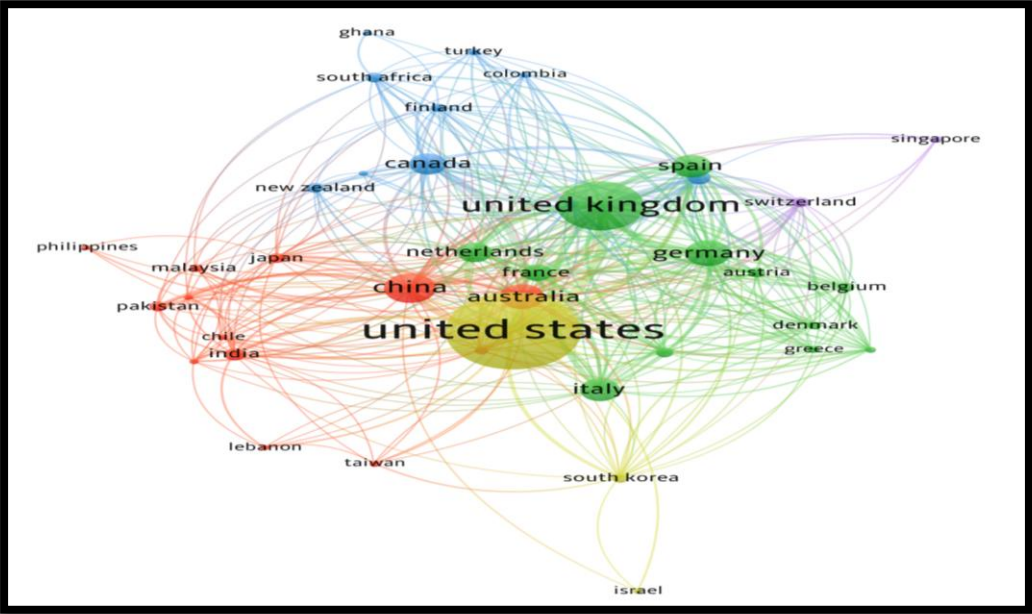 ghana
turkey
south africa
colombia
finland
singapore
canada
spain
new zealand
united kingdom
switzerland
philippines
netherlands
germany
japan
malaysia
france
austria
china
australia
belgium
pakistan
united states
denmark
chile
india
greece
italy
lebanon
taiwan
south korea
israel